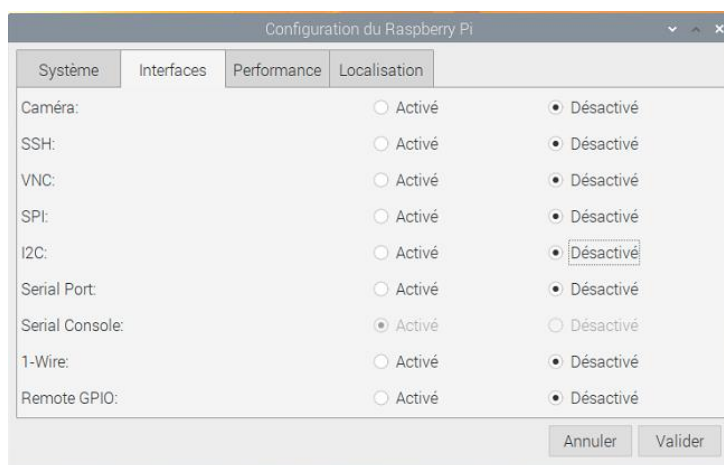 Configuration du Raspberry Pi
Système Interfaces Performance Localisation
Caméra: Activé Désactivé
SSH: Activé Désactivé
VNC: Activé Désactivé
SPI: Activé Désactivé
I2C: Activé Désactivé
Serial Port: Activé Désactivé
Serial Console: Activé Désactivé
1-Wire: Activé Désactivé
Remote GPIO: Activé Désactivé
Annuler Valider